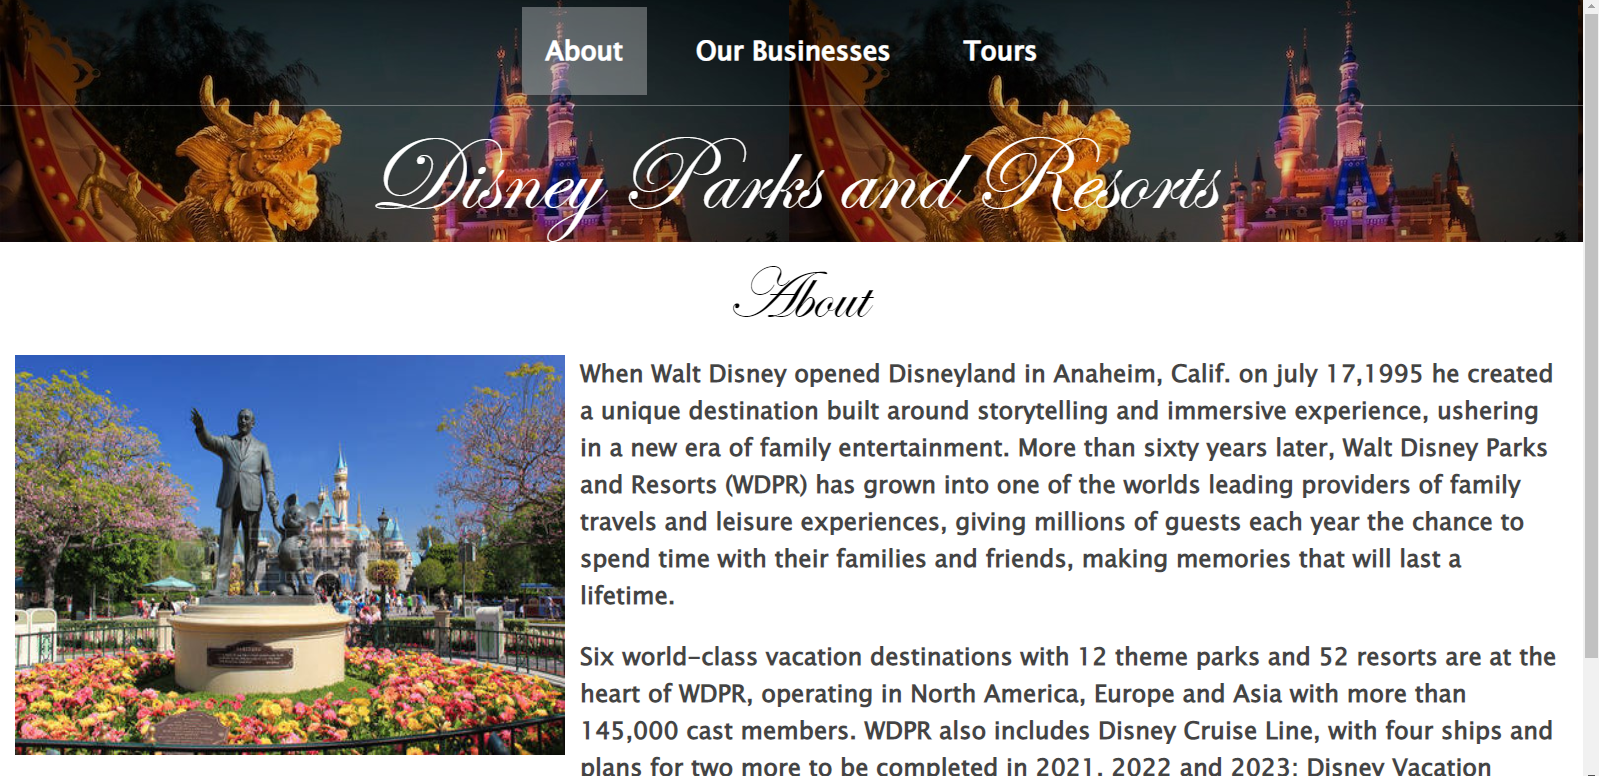 About Our Businesses Tours
Disney Parks and Resorts
About
When Walt Disney opened Disneyland in Anaheim, Calif. on july 17,1995 he created
a unique destination built around storytelling and immersive experience, ushering
in a new era of family entertainment. More than sixty years later, Walt Disney Parks
and Resorts (WDPR) has grown into one of the worlds leading providers of family
travels and leisure experiences, giving millions of guests each year the chance to
spend time with their families and friends, making memories that will last a
lifetime.
Six world-class vacation destinations with 12 theme parks and 52 resorts are at the
heart of WDPR, operating in North America, Europe and Asia with more than
145,000 cast members. WDPR also includes Disney Cruise Line, with four ships and
plans for two more to be completed in 2021, 2022 and 2023; Disney Vacation